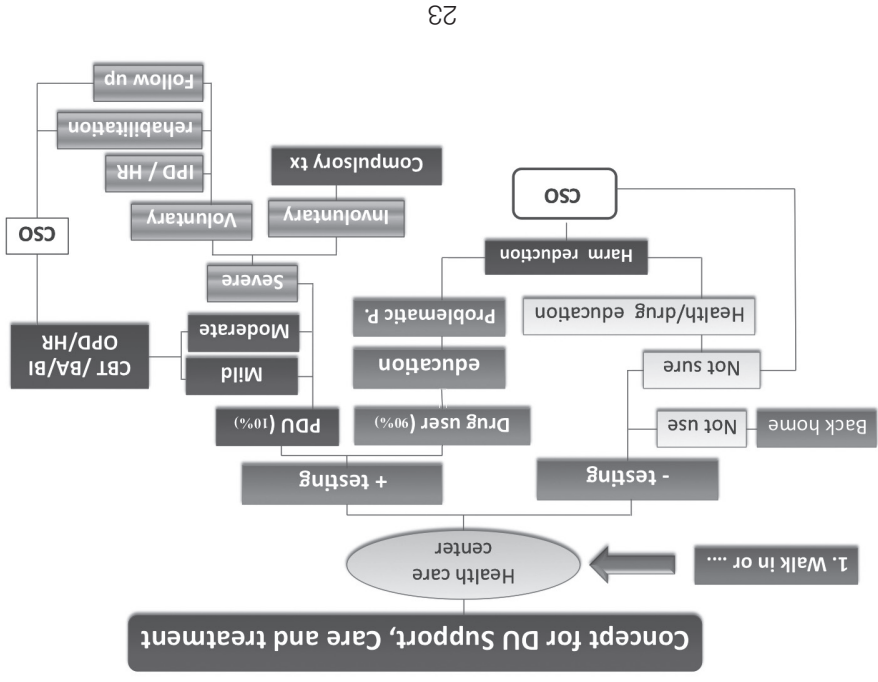 Concept for DU Support, Care and treatment
1. Walk in or ....
Health care
center
- testing
+ testing
Back home
Not use
Drug user (90%)
PDU (10%)
Not sure
education
Mild
CBT /BA/BI
OPD/HR
Health/drug education
Problematic P.
Moderate
Severe
Harm reduction
CSO
Involuntary
Voluntary
CSO
Compulsory tx
IPD / HR
rehabilitation
Follow up
23